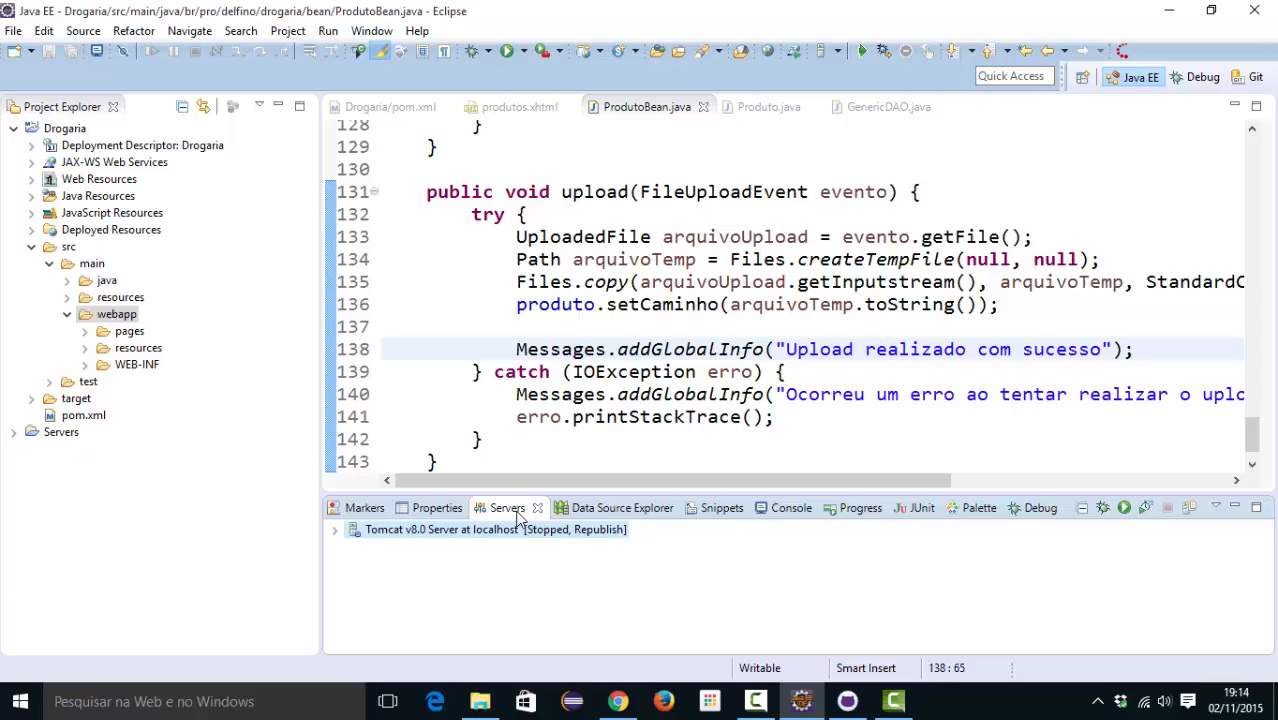 Java EE - Drogaria/src/main/java/br/pro/delfino/drogaria/bean/ProdutoBean.java - Eclipse
File Edit Source Refactor Navigate Search Project Run Window Help
Quick Access Java EE Debug Git
Project Explorer
Drogaria
Deployment Descriptor: Drogaria
JAX-WS Web Services
Web Resources
Java Resources
JavaScript Resources
Deployed Resources
src
main
java
resources
webapp
pages
resources
WEB-INF
test
target
pom.xml
Servers
Drogaria/pom.xml produtos.xhtml ProdutoBean.java Produto.java GenericDAO.java
128 }
129 }
130
131 public void upload(FileUploadEvent evento) {
132 try {
133 UploadedFile arquivoUpload = evento.getFile();
134 Path arquivoTemp = Files.createTempFile(null, null);
135 Files.copy(arquivoUpload.getInputstream(), arquivoTemp, StandardC
136 produto.setCaminho(arquivoTemp.toString());
137
138 Messages.addGlobalInfo("Upload realizado com sucesso");
139 } catch (IOException erro) {
140 Messages.addGlobalInfo("Ocorreu um erro ao tentar realizar o uplo
141 erro.printStackTrace();
142 }
143 }
Markers Properties Servers Data Source Explorer Snippets Console Progress JUnit Palette Debug
Tomcat v8.0 Server at localhost [Stopped, Republish]
Writable Smart Insert 138 : 65
Pesquisar na Web e no Windows
19:14
02/11/2015